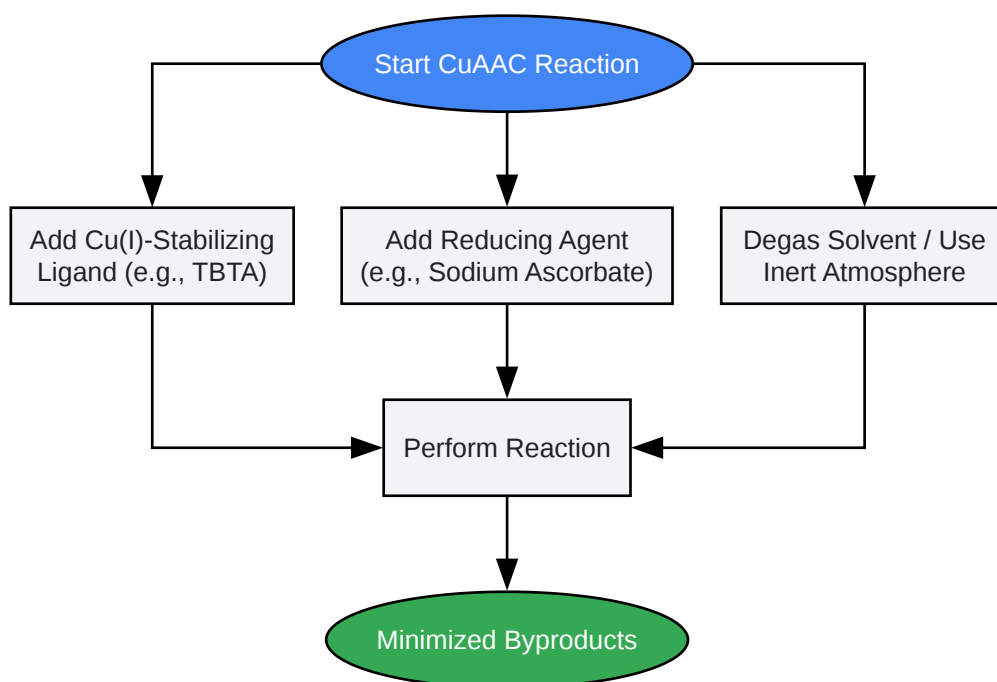 Start CuAAC Reaction
Add Cu(I)-Stabilizing
Ligand (e.g., TBTA)
Add Reducing Agent
(e.g., Sodium Ascorbate)
Degas Solvent / Use
Inert Atmosphere
Perform Reaction
Minimized Byproducts